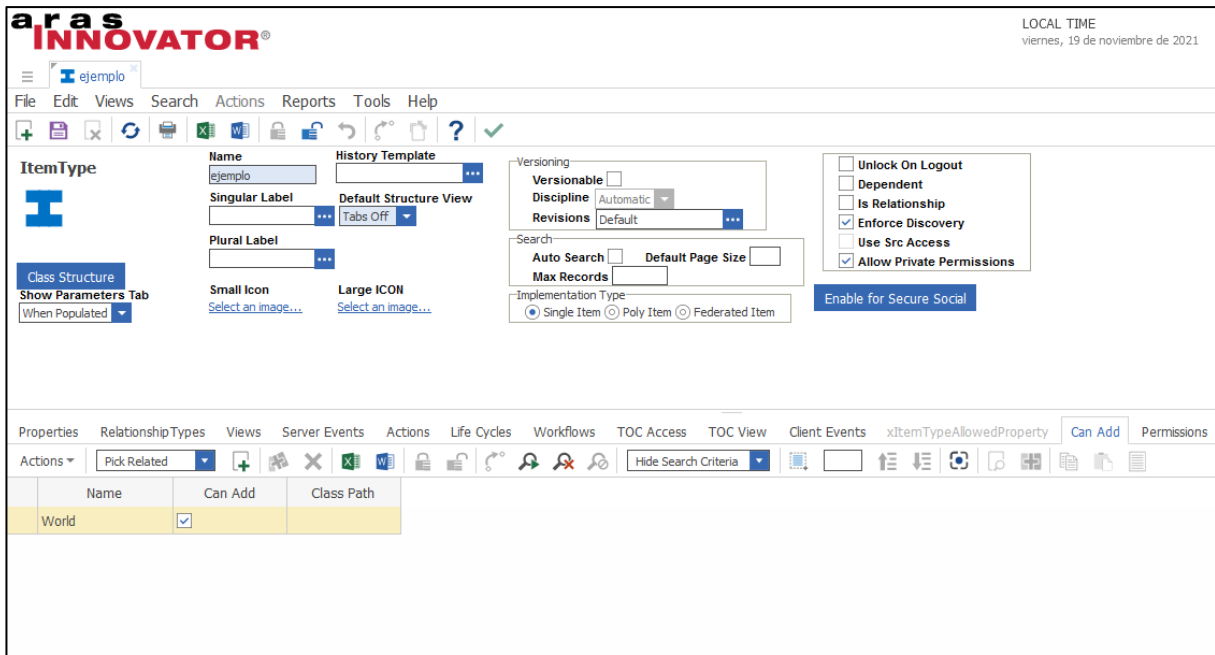 aras
INNOVATOR®
LOCAL TIME
viernes, 19 de noviembre de 2021
ejemplo
File Edit Views Search Actions Reports Tools Help
ItemType
Class Structure
Show Parameters Tab
When Populated
Name
ejemplo
History Template
Singular Label
Default Structure View
Tabs Off
Plural Label
Small Icon
Select an image...
Large ICON
Select an image...
Versioning
Versionable
Discipline Automatic
Revisions Default
Search
Auto Search Default Page Size
Max Records
Implementation Type
Single Item Poly Item Federated Item
Unlock On Logout
Dependent
Is Relationship
Enforce Discovery
Use Src Access
Allow Private Permissions
Enable for Secure Social
Properties RelationshipTypes Views Server Events Actions Life Cycles Workflows TOC Access TOC View Client Events xItemTypeAllowedProperty Can Add Permissions
Actions Pick Related Hide Search Criteria
Name Can Add Class Path
World